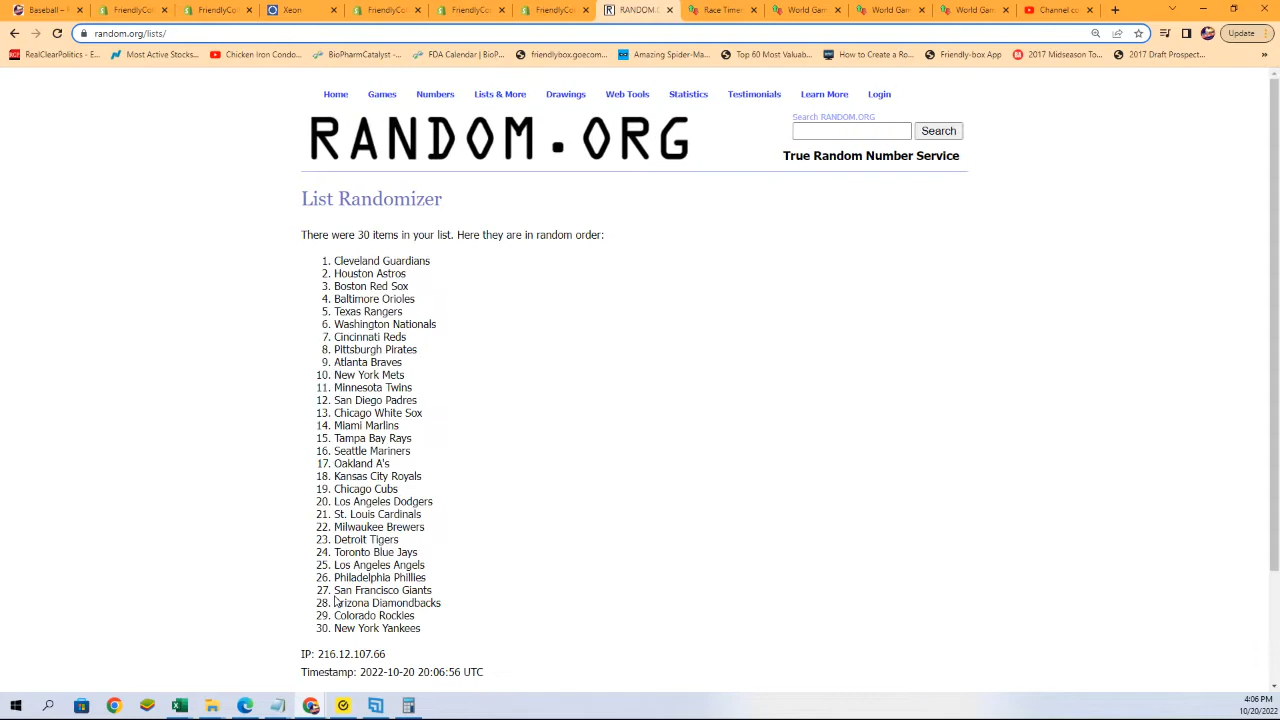 Baseball -
FriendlyCo
FriendlyCol
Xeon
FriendlyCol
FriendlyCol
FriendlyCol
RANDOM.O
Race Timer
World Gam
World Gam
World Gam
Channel co
random.org/lists/
Update
RealClearPolitics - E...
Most Active Stocks...
Chicken Iron Condo...
BioPharmCatalyst -...
FDA Calendar | BioP...
friendlybox.goecom...
Amazing Spider-Ma...
Top 60 Most Valuab...
How to Create a Ro...
Friendly-box App
2017 Midseason To...
2017 Draft Prospect...
Home
Games
Numbers
Lists & More
Drawings
Web Tools
Statistics
Testimonials
Learn More
Login
Search RANDOM.ORG
RANDOM.ORG
Search
True Random Number Service
List Randomizer
There were 30 items in your list. Here they are in random order:
1. Cleveland Guardians
2. Houston Astros
3. Boston Red Sox
4. Baltimore Orioles
5. Texas Rangers
6. Washington Nationals
7. Cincinnati Reds
8. Pittsburgh Pirates
9. Atlanta Braves
10. New York Mets
11. Minnesota Twins
12. San Diego Padres
13. Chicago White Sox
14. Miami Marlins
15. Tampa Bay Rays
16. Seattle Mariners
17. Oakland A's
18. Kansas City Royals
19. Chicago Cubs
20. Los Angeles Dodgers
21. St. Louis Cardinals
22. Milwaukee Brewers
23. Detroit Tigers
24. Toronto Blue Jays
25. Los Angeles Angels
26. Philadelphia Phillies
27. San Francisco Giants
28. Arizona Diamondbacks
29. Colorado Rockies
30. New York Yankees
IP: 216.12.107.66
Timestamp: 2022-10-20 20:06:56 UTC
4:06 PM
10/20/2022